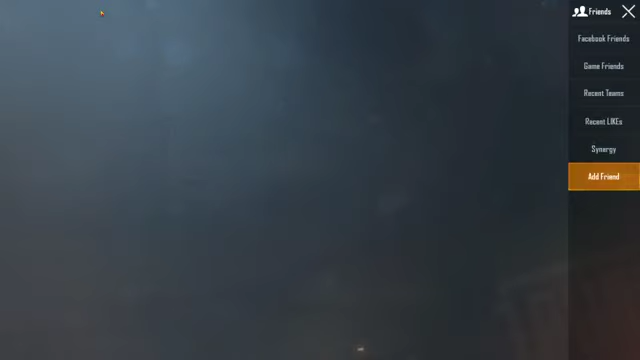 Friends
Facebook Friends
Game Friends
Recent Teams
Recent LIKEs
Synergy
Add Friend